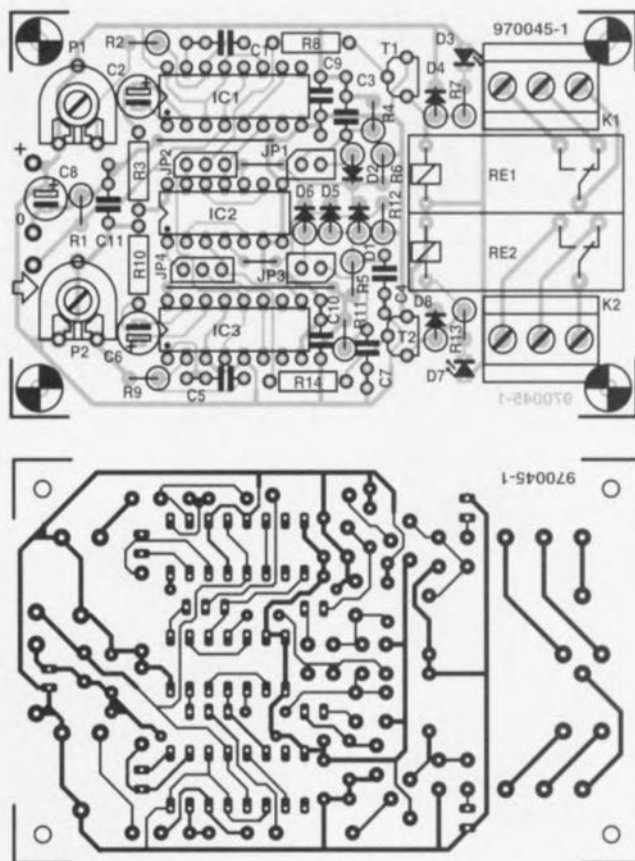 970045-1
P1
R2
C1
R8
T1
D3
C2
C9
C3
D4
R7
R4
IC1
K1
+
JP2
JP1
R3
D2
R6
RE1
C8
D6
D5
R12
IC2
0
R1
C11
R10
D1
RE2
JP4
JP3
R5
C4
K2
D8
P2
C6
IC3
C10
R11
T2
R13
R9
C5
R14
C7
D7
970045-1
970045-1